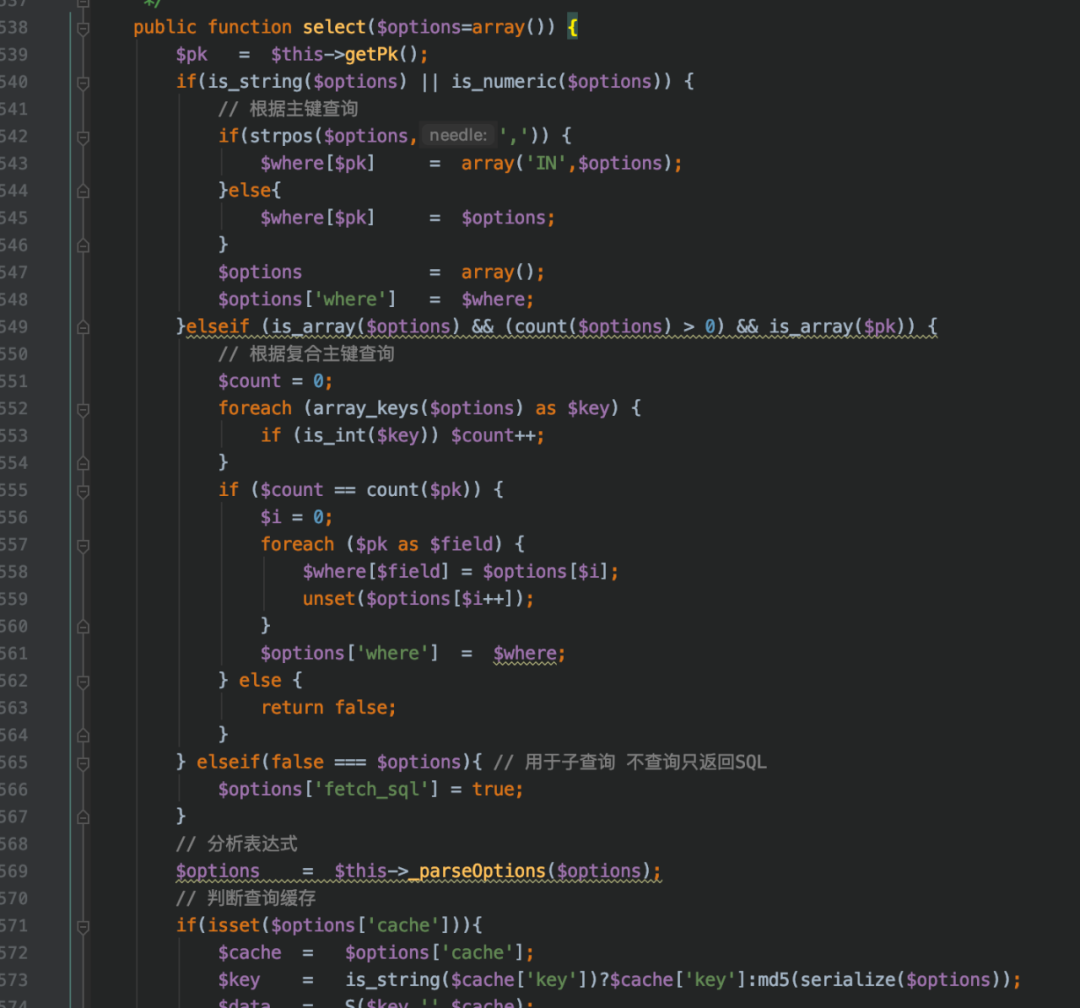 537 */
538 public function select($options=array()) {
539 $pk = $this->getPk();
540 if(is_string($options) || is_numeric($options)) {
541 // 根据主键查询
542 if(strpos($options, needle: ',')) {
543 $where[$pk] = array('IN',$options);
544 }else{
545 $where[$pk] = $options;
546 }
547 $options = array();
548 $options['where'] = $where;
549 }elseif (is_array($options) && (count($options) > 0) && is_array($pk)) {
550 // 根据复合主键查询
551 $count = 0;
552 foreach (array_keys($options) as $key) {
553 if (is_int($key)) $count++;
554 }
555 if ($count == count($pk)) {
556 $i = 0;
557 foreach ($pk as $field) {
558 $where[$field] = $options[$i];
559 unset($options[$i++]);
560 }
561 $options['where'] = $where;
562 } else {
563 return false;
564 }
565 } elseif(false === $options){ // 用于子查询 不查询只返回SQL
566 $options['fetch_sql'] = true;
567 }
568 // 分析表达式
569 $options = $this->_parseOptions($options);
570 // 判断查询缓存
571 if(isset($options['cache'])){
572 $cache = $options['cache'];
573 $key = is_string($cache['key'])?$cache['key']:md5(serialize($options));
574 $data = S($key,'',$cache);